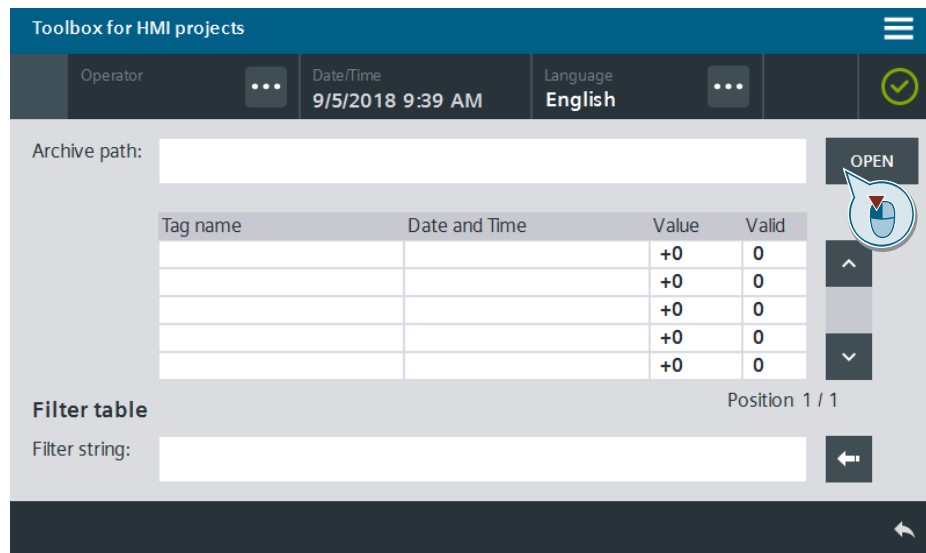 Toolbox for HMI projects
Operator
Date/Time
Language
9/5/2018 9:39 AM
English
Archive path:
OPEN
Tag name Date and Time Value Valid
+0 0
+0 0
+0 0
+0 0
+0 0
Position 1 / 1
Filter table
Filter string: